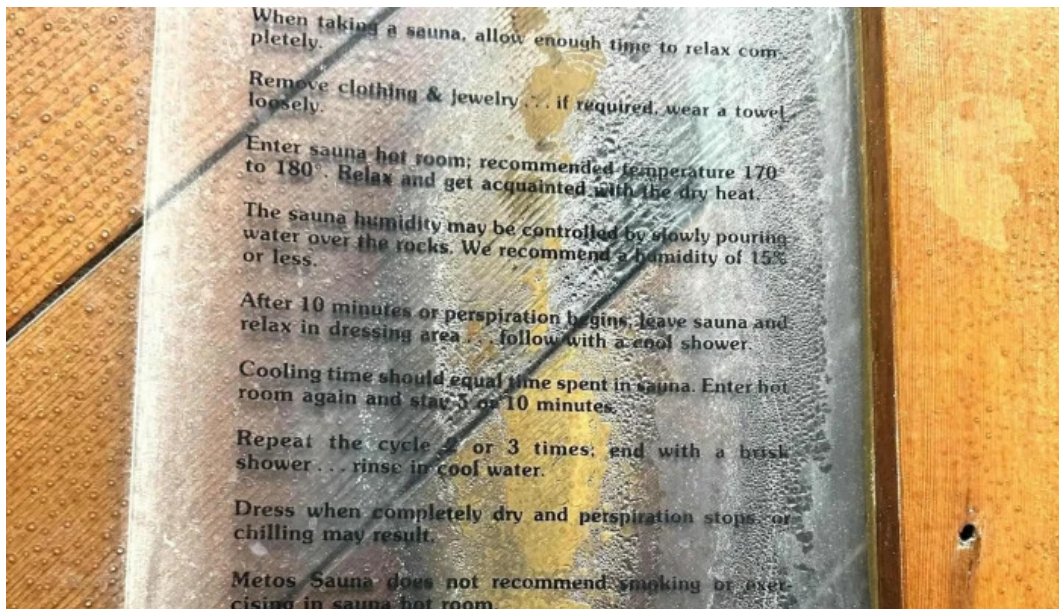 When taking a sauna, allow enough time to relax com-
pletely.
Remove clothing & jewelry . . . if required, wear a towel
loosely.
Enter sauna hot room; recommended temperature 170°
to 180°. Relax and get acquainted with the dry heat.
The sauna humidity may be controlled by slowly pouring
water over the rocks. We recommend a humidity of 15%
or less.
After 10 minutes or perspiration begins, leave sauna and
relax in dressing area . . . follow with a cool shower.
Cooling time should equal time spent in sauna. Enter hot
room again and stay 5 or 10 minutes.
Repeat the cycle 2 or 3 times; end with a brisk
shower . . . rinse in cool water.
Dress when completely dry and perspiration stops, or
chilling may result.
Metos Sauna does not recommend smoking or exer-
cising in sauna hot room.